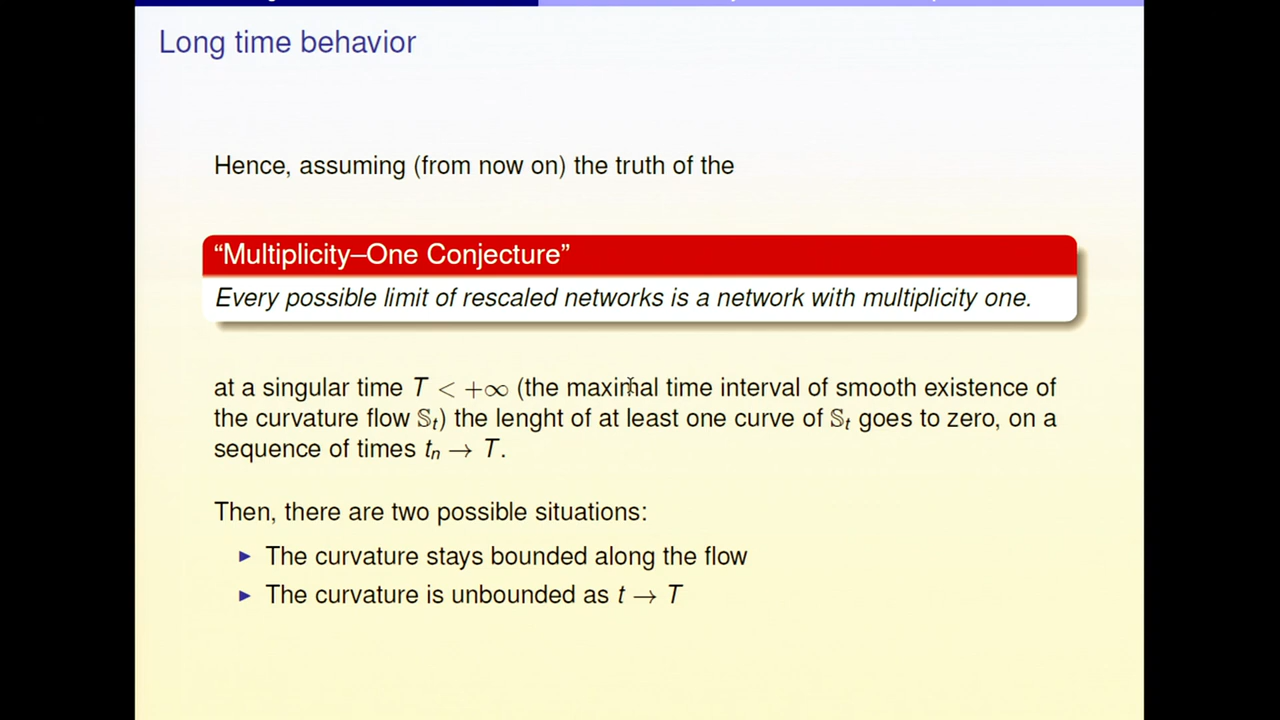 Long time behavior
Hence, assuming (from now on) the truth of the
“Multiplicity–One Conjecture”
Every possible limit of rescaled networks is a network with multiplicity one.
at a singular time T < +∞ (the maximal time interval of smooth existence of
the curvature flow 𝕊ₜ) the lenght of at least one curve of 𝕊ₜ goes to zero, on a
sequence of times tₙ → T.
Then, there are two possible situations:
► The curvature stays bounded along the flow
► The curvature is unbounded as t → T